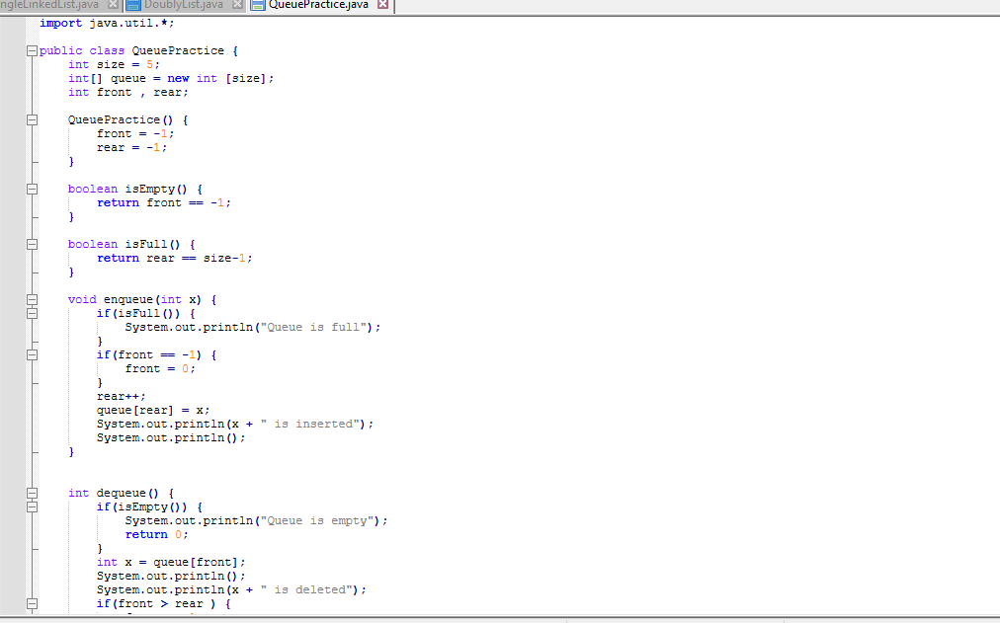 ngleLinkedList.java DoublyList.java QueuePractice.java
import java.util.*;
public class QueuePractice {
int size = 5;
int[] queue = new int [size];
int front , rear;
QueuePractice() {
front = -1;
rear = -1;
}
boolean isEmpty() {
return front == -1;
}
boolean isFull() {
return rear == size-1;
}
void enqueue(int x) {
if(isFull()) {
System.out.println("Queue is full");
}
if(front == -1) {
front = 0;
}
rear++;
queue[rear] = x;
System.out.println(x + " is inserted");
System.out.println();
}
int dequeue() {
if(isEmpty()) {
System.out.println("Queue is empty");
return 0;
}
int x = queue[front];
System.out.println();
System.out.println(x + " is deleted");
if(front > rear ) {